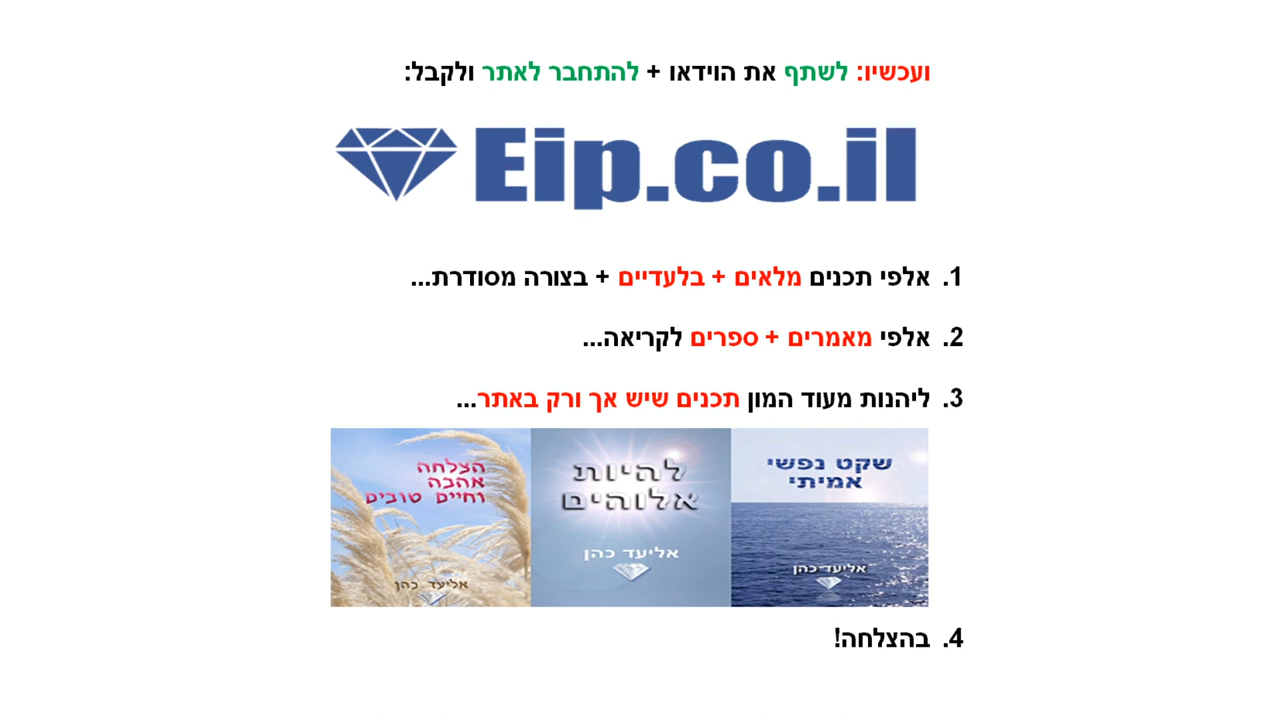 ועכשיו: לשתף את הוידאו + להתחבר לאתר ולקבל:
Eip.co.il
1. אלפי תכנים מלאים + בלעדיים + בצורה מסודרת...
2. אלפי מאמרים + ספרים לקריאה...
3. ליהנות מעוד המון תכנים שיש אך ורק באתר...
שקט נפשי
אמיתי
אליעד כהן
להיות
אלוהים
אליעד כהן
הצלחה
אהבה
וחיים טובים
אליעד כהן
4. בהצלחה!